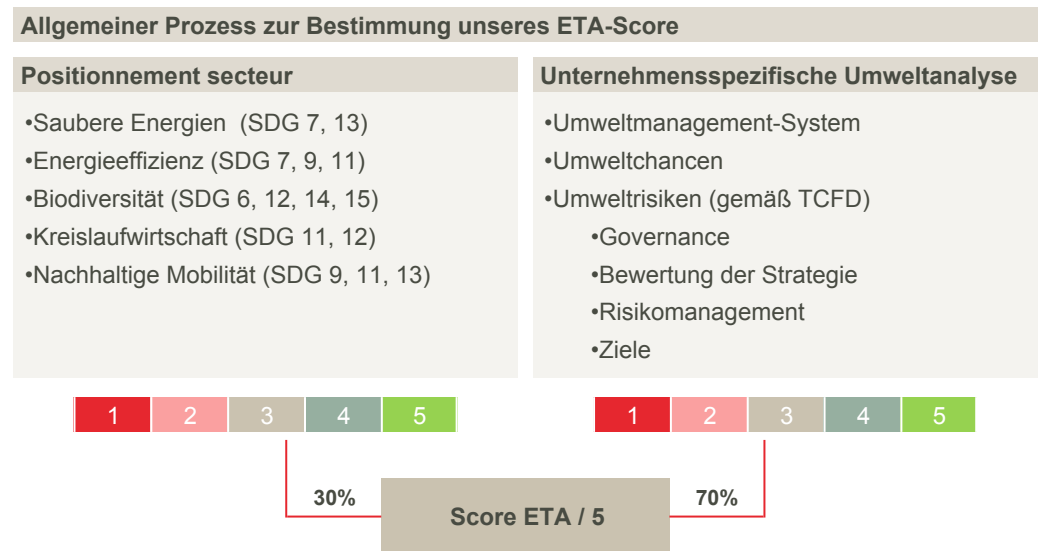 Allgemeiner Prozess zur Bestimmung unseres ETA-Score
Positionnement secteur
•Saubere Energien  (SDG 7, 13)
•Energieeffizienz (SDG 7, 9, 11)
•Biodiversität (SDG 6, 12, 14, 15)
•Kreislaufwirtschaft (SDG 11, 12)
•Nachhaltige Mobilität (SDG 9, 11, 13)
Unternehmensspezifische Umweltanalyse
•Umweltmanagement-System
•Umweltchancen
•Umweltrisiken (gemäß TCFD)
•Governance
•Bewertung der Strategie
•Risikomanagement
•Ziele
1 2 3 4 5
1 2 3 4 5
30%
70%
Score ETA / 5